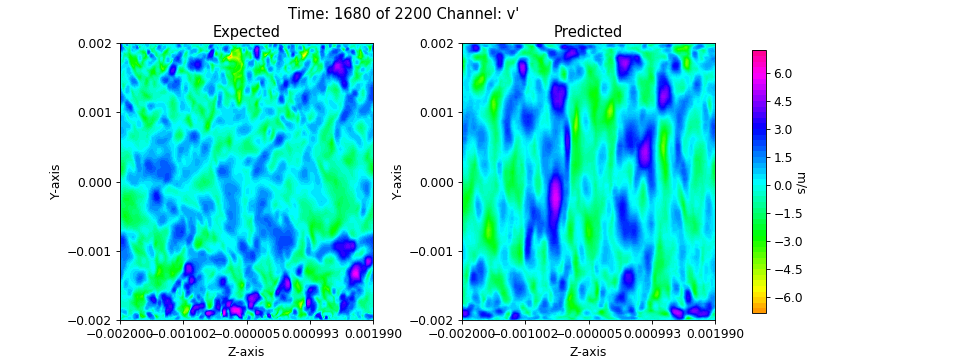 Time: 1680 of 2200 Channel: v'
Expected
Predicted
0.002
0.001
0.000
−0.001
−0.002
Y-axis
−0.002000 −0.001002 −0.000005 0.000993 0.001990
Z-axis
0.002
0.001
0.000
−0.001
−0.002
Y-axis
−0.002000 −0.001002 −0.000005 0.000993 0.001990
Z-axis
6.0
4.5
3.0
1.5
0.0
−1.5
−3.0
−4.5
−6.0
m/s